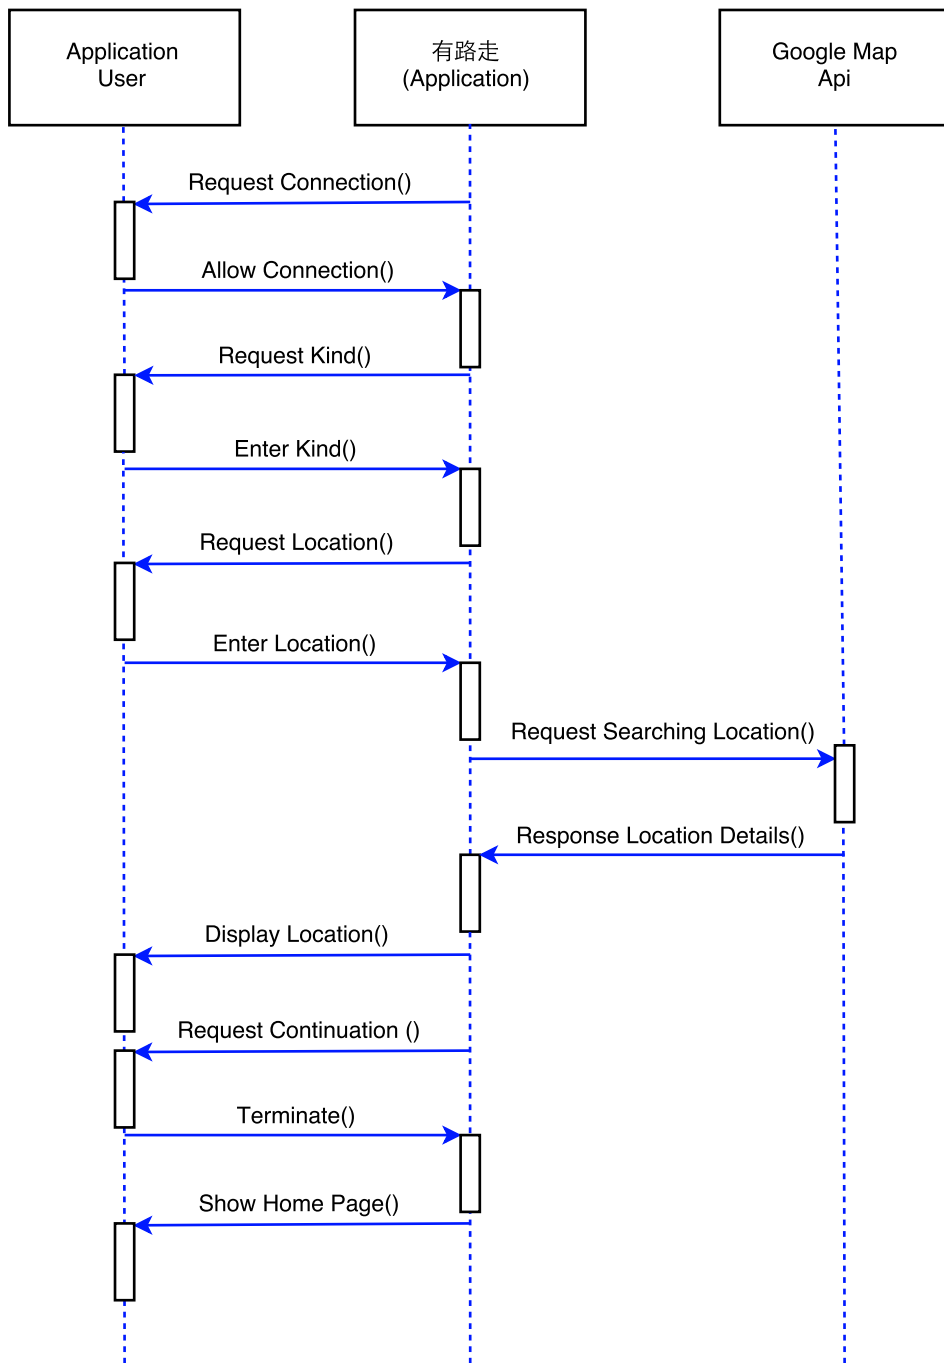 Application
User
有路走
(Application)
Google Map
Api
Request Connection()
Allow Connection()
Request Kind()
Enter Kind()
Request Location()
Enter Location()
Request Searching Location()
Response Location Details()
Display Location()
Request Continuation ()
Terminate()
Show Home Page()